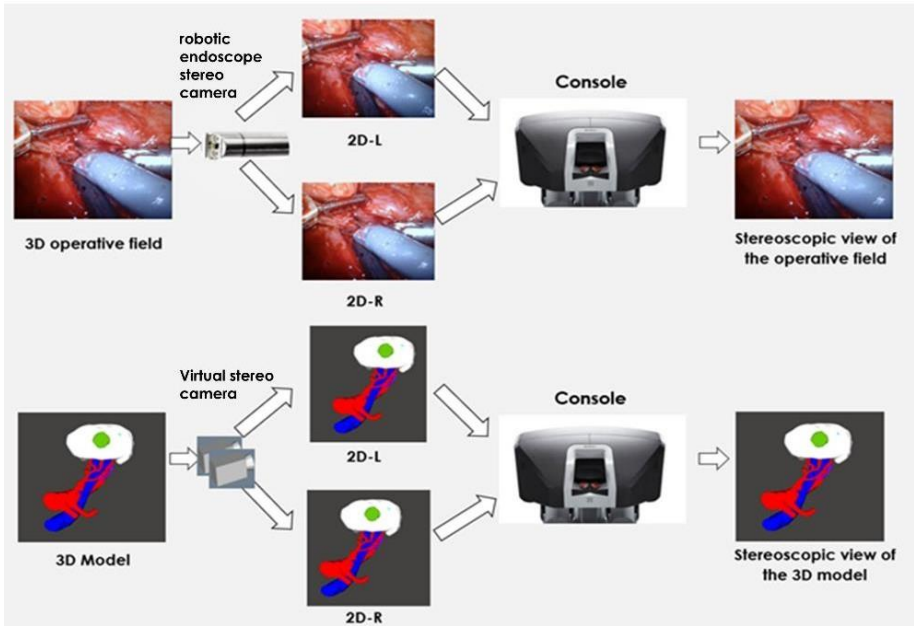 robotic
endoscope
stereo
camera
3D operative field
2D-L
2D-R
Console
Stereoscopic view of
the operative field
Virtual stereo
camera
3D Model
2D-L
2D-R
Console
Stereoscopic view of
the 3D model